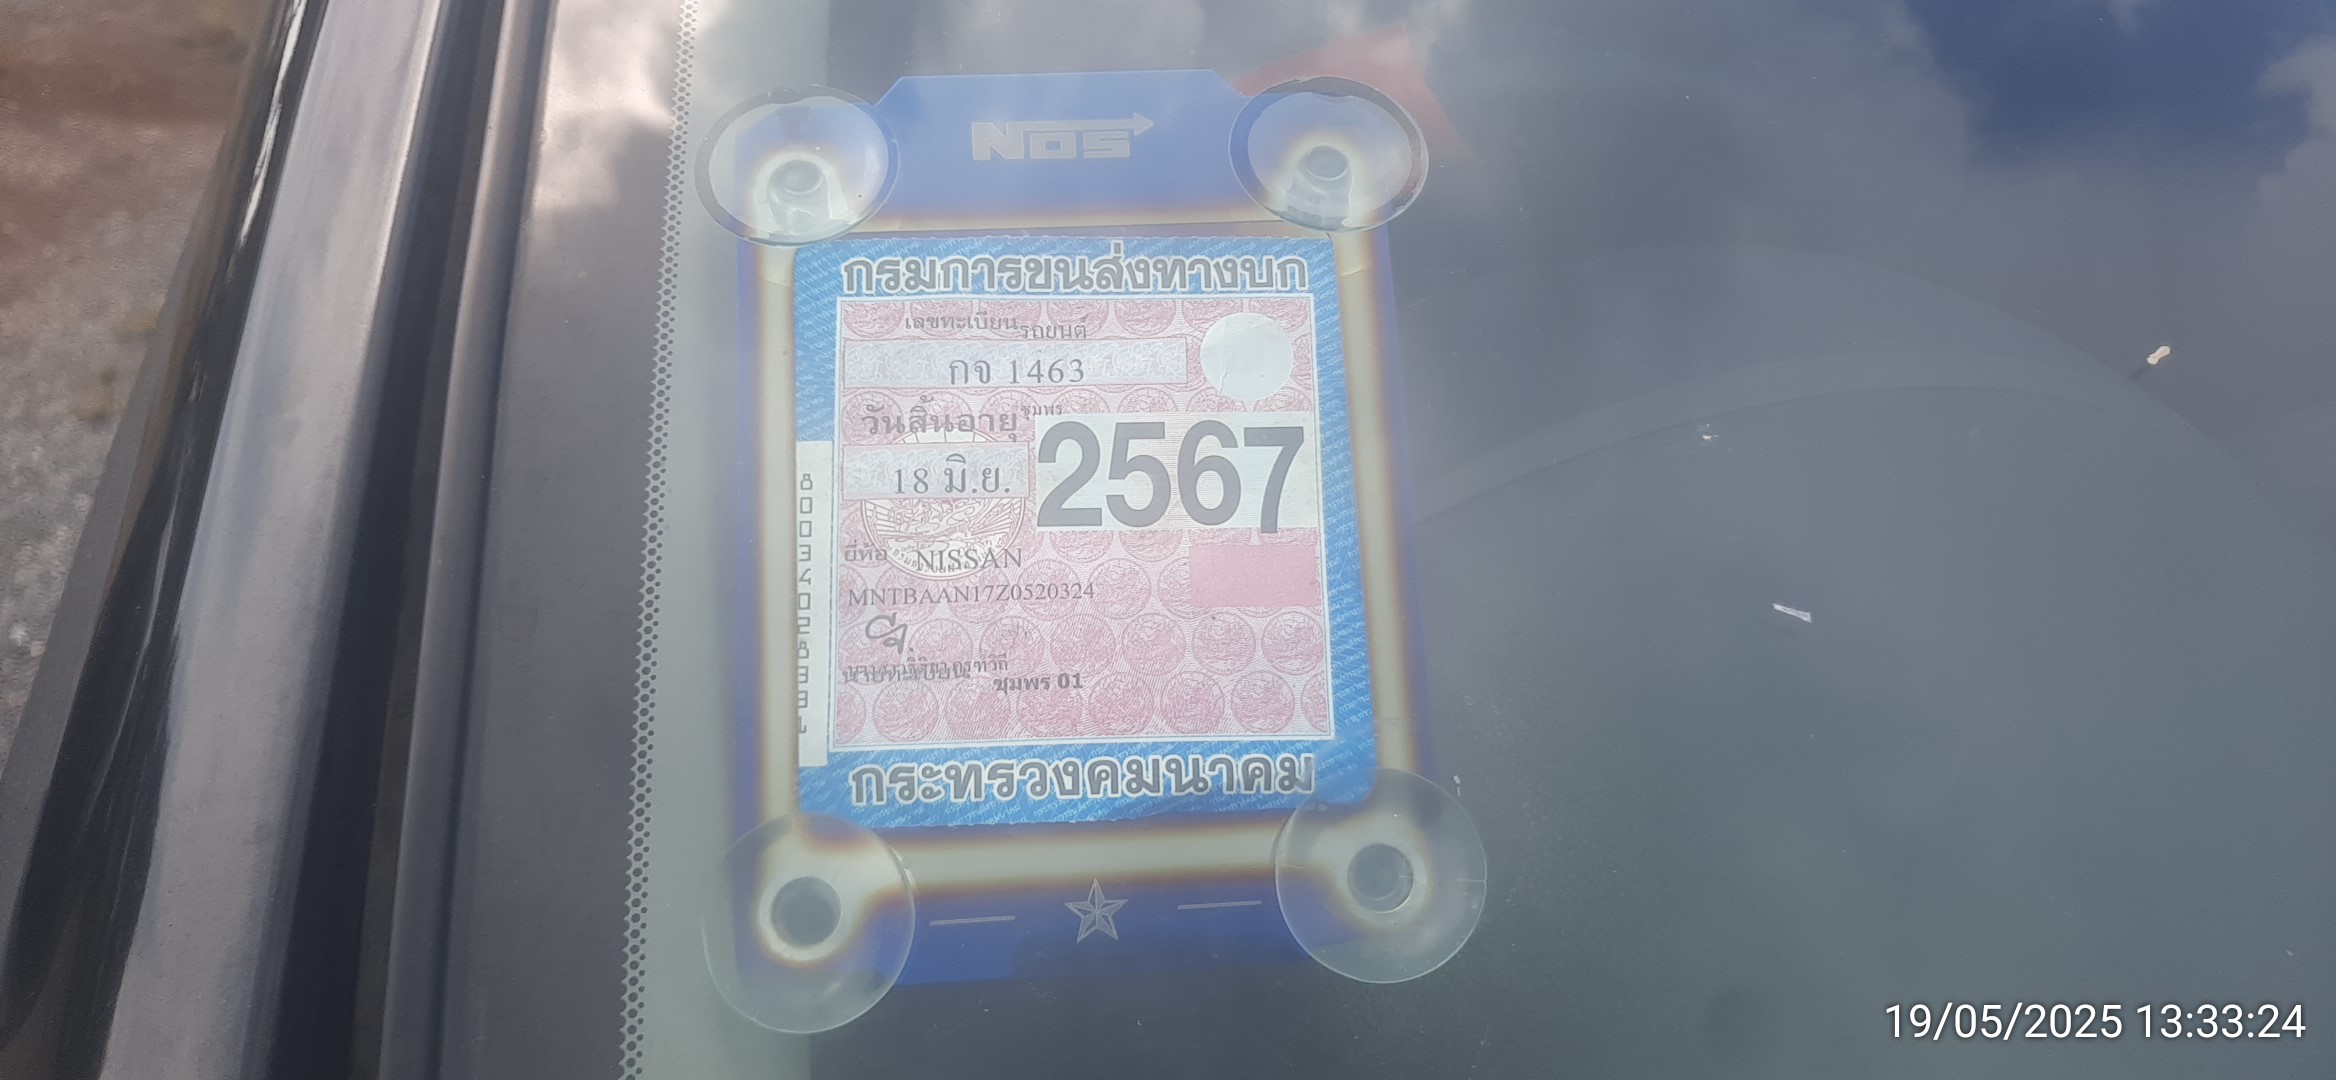 NOS
กรมการขนส่งทางบก
เลขทะเบียนรถยนต์
กจ 1463
ชุมพร
วันสิ้นอายุ
18 มิ.ย.
2567
ยี่ห้อ NISSAN
MNTBAAN17Z0520324
นายทะเบียน
ชุมพร 01
กระทรวงคมนาคม
19/05/2025 13:33:24